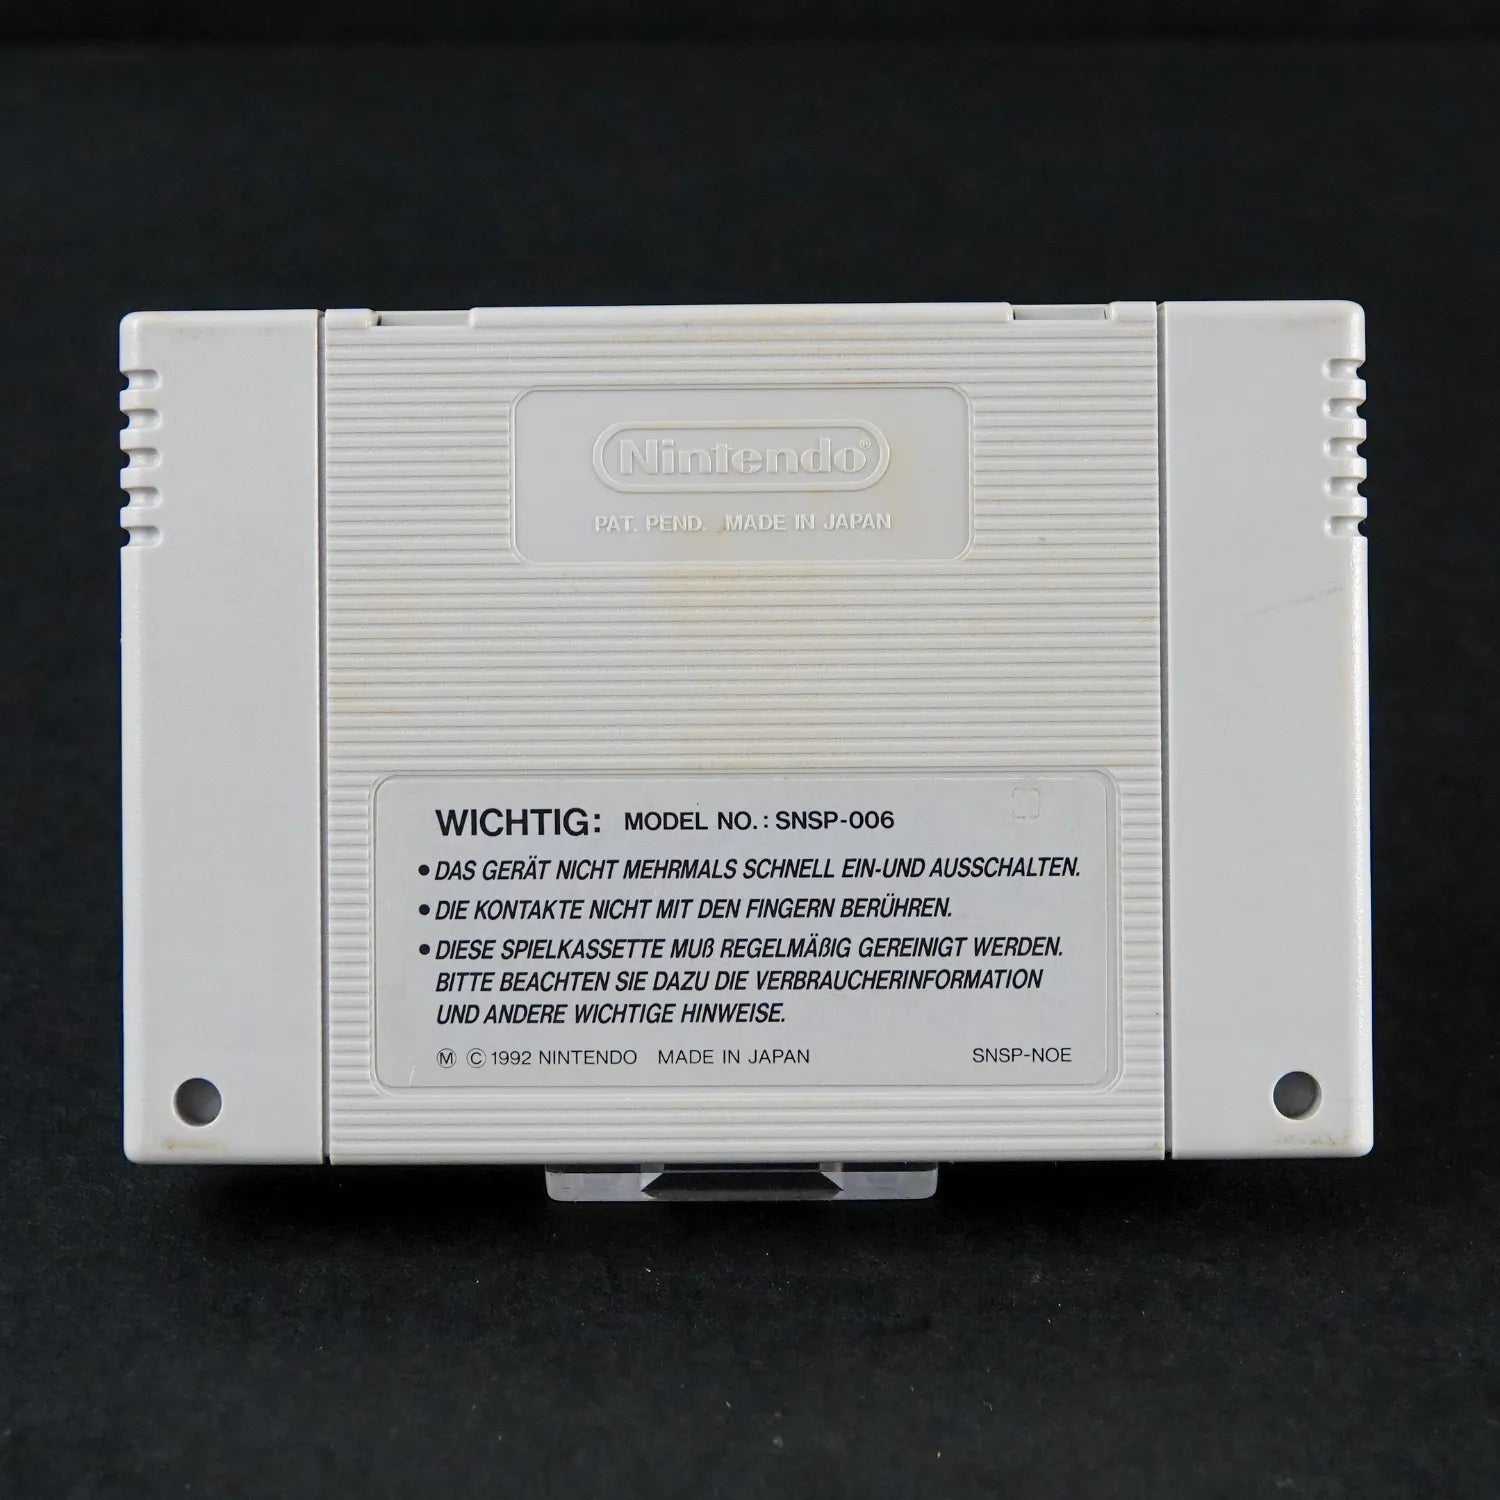 Nintendo®
PAT. PEND. MADE IN JAPAN
WICHTIG: MODEL NO.: SNSP-006
• DAS GERÄT NICHT MEHRMALS SCHNELL EIN-UND AUSSCHALTEN.
• DIE KONTAKTE NICHT MIT DEN FINGERN BERÜHREN.
• DIESE SPIELKASSETTE MUß REGELMÄßIG GEREINIGT WERDEN.
BITTE BEACHTEN SIE DAZU DIE VERBRAUCHERINFORMATION
UND ANDERE WICHTIGE HINWEISE.
Ⓜ © 1992 NINTENDO MADE IN JAPAN SNSP-NOE